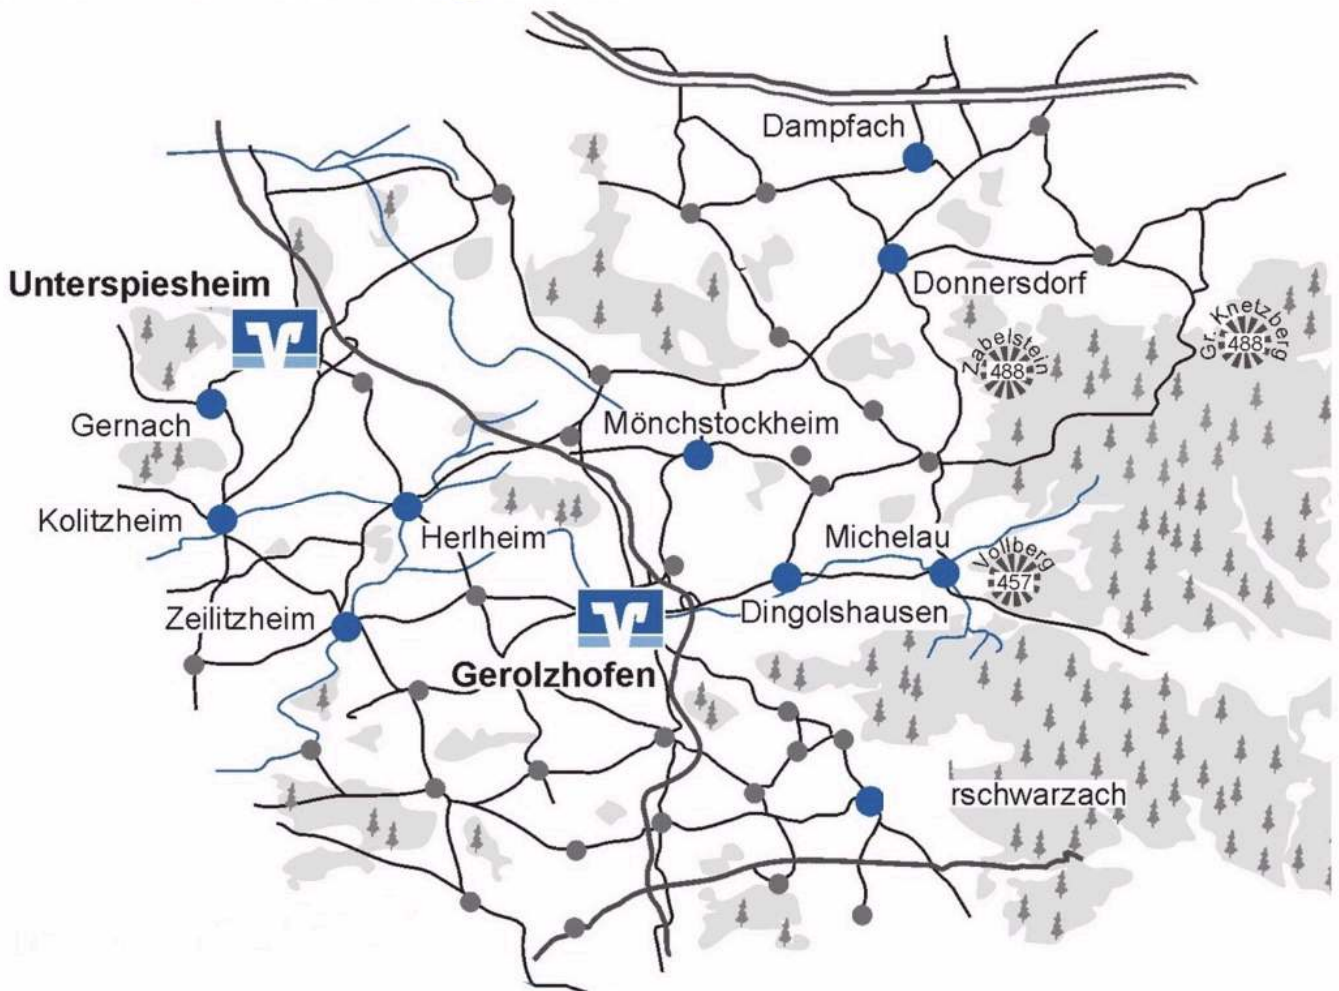 Dampfach
Unterspiesheim
Donnersdorf
Gr. Knetzberg
488
Zabelstein
488
Gernach
Mönchstockheim
Kolitzheim
Herlheim
Michelau
Vollberg
457
Zeilitzheim
Dingolshausen
Gerolzhofen
rschwarzach